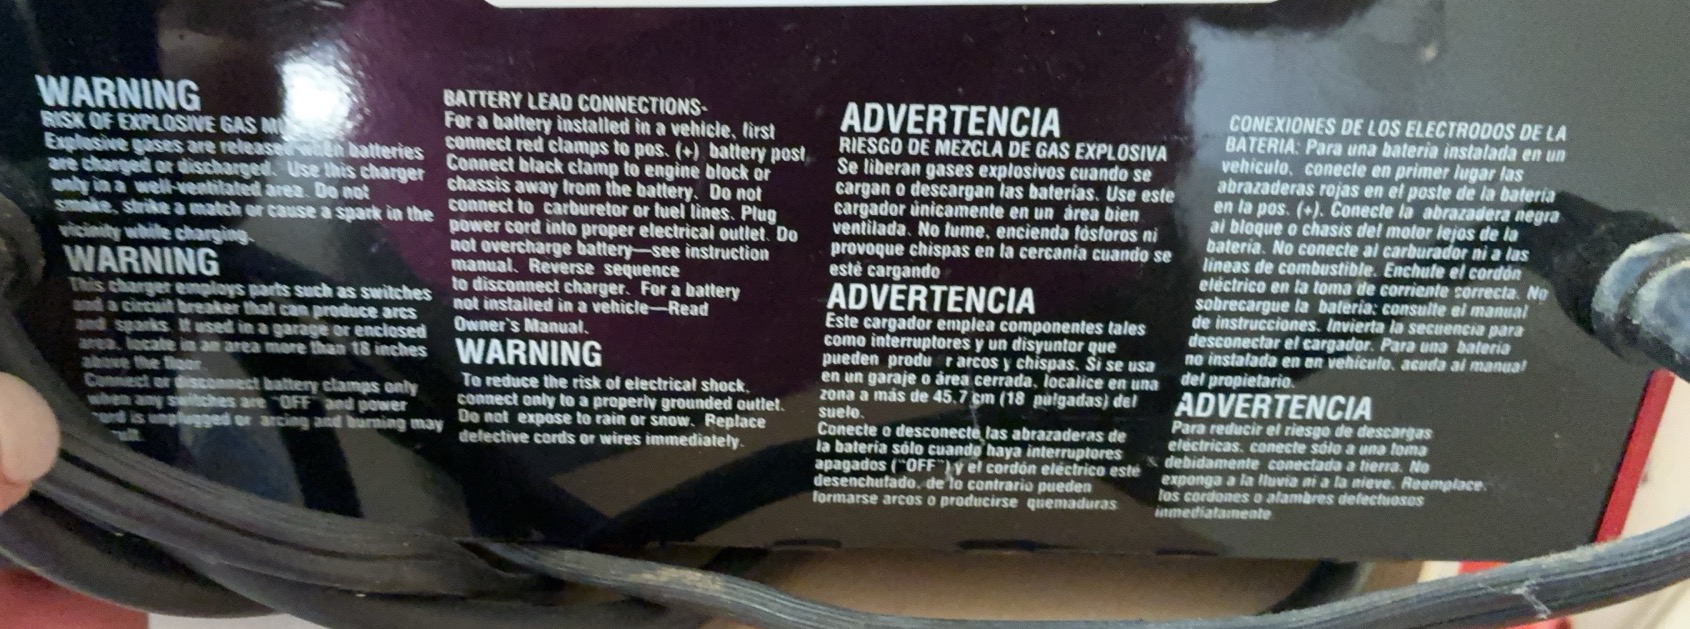 WARNING
RISK OF EXPLOSIVE GAS
Explosive gases are released when batteries
are charged or discharged. Use this charger
only in a well-ventilated area. Do not
smoke, strike a match or cause a spark in the
vicinity while charging.
WARNING
This charger employs parts such as switches
and a circuit breaker that can produce arcs
and sparks. If used in a garage or enclosed
area, locate in an area more than 18 inches
above the floor.
Connect or disconnect battery clamps only
when any switches are "OFF" and power
cord is unplugged or arcing and burning may
BATTERY LEAD CONNECTIONS-
For a battery installed in a vehicle, first
connect red clamps to pos. (+) battery post.
Connect black clamp to engine block or
chassis away from the battery. Do not
connect to carburetor or fuel lines. Plug
power cord into proper electrical outlet. Do
not overcharge battery—see instruction
manual. Reverse sequence
to disconnect charger. For a battery
not installed in a vehicle—Read
Owner's Manual.
WARNING
To reduce the risk of electrical shock,
connect only to a properly grounded outlet.
Do not expose to rain or snow. Replace
defective cords or wires immediately.
ADVERTENCIA
RIESGO DE MEZCLA DE GAS EXPLOSIVA
Se liberan gases explosivos cuando se
cargan o descargan las baterías. Use este
cargador únicamente en un área bien
ventilada. No fume, encienda fósforos ni
provoque chispas en la cercanía cuando se
esté cargando
ADVERTENCIA
Este cargador emplea componentes tales
como interruptores y un disyuntor que
pueden produ r arcos y chispas. Si se usa
en un garaje o área cerrada, localice en una
zona a más de 45.7 cm (18 pulgadas) del
suelo.
Conecte o desconecte las abrazaderas de
la batería sólo cuando haya interruptores
apagados ("OFF") y el cordón eléctrico esté
desenchufado, de lo contrario pueden
formarse arcos o producirse quemaduras
CONEXIONES DE LOS ELECTRODOS DE LA
BATERIA: Para una batería instalada en un
vehículo, conecte en primer lugar las
abrazaderas rojas en el poste de la batería
en la pos. (+). Conecte la abrazadera negra
al bloque o chasis del motor lejos de la
batería. No conecte al carburador ni a las
líneas de combustible. Enchufe el cordón
eléctrico en la toma de corriente correcta. No
sobrecargue la batería: consulte el manual
de instrucciones. Invierta la secuencia para
desconectar el cargador. Para una batería
no instalada en un vehículo, acuda al manual
del propietario.
ADVERTENCIA
Para reducir el riesgo de descargas
eléctricas, conecte sólo a una toma
debidamente conectada a tierra. No
exponga a la lluvia ni a la nieve. Reemplace
los cordones o alambres defectuosos
inmediatamente